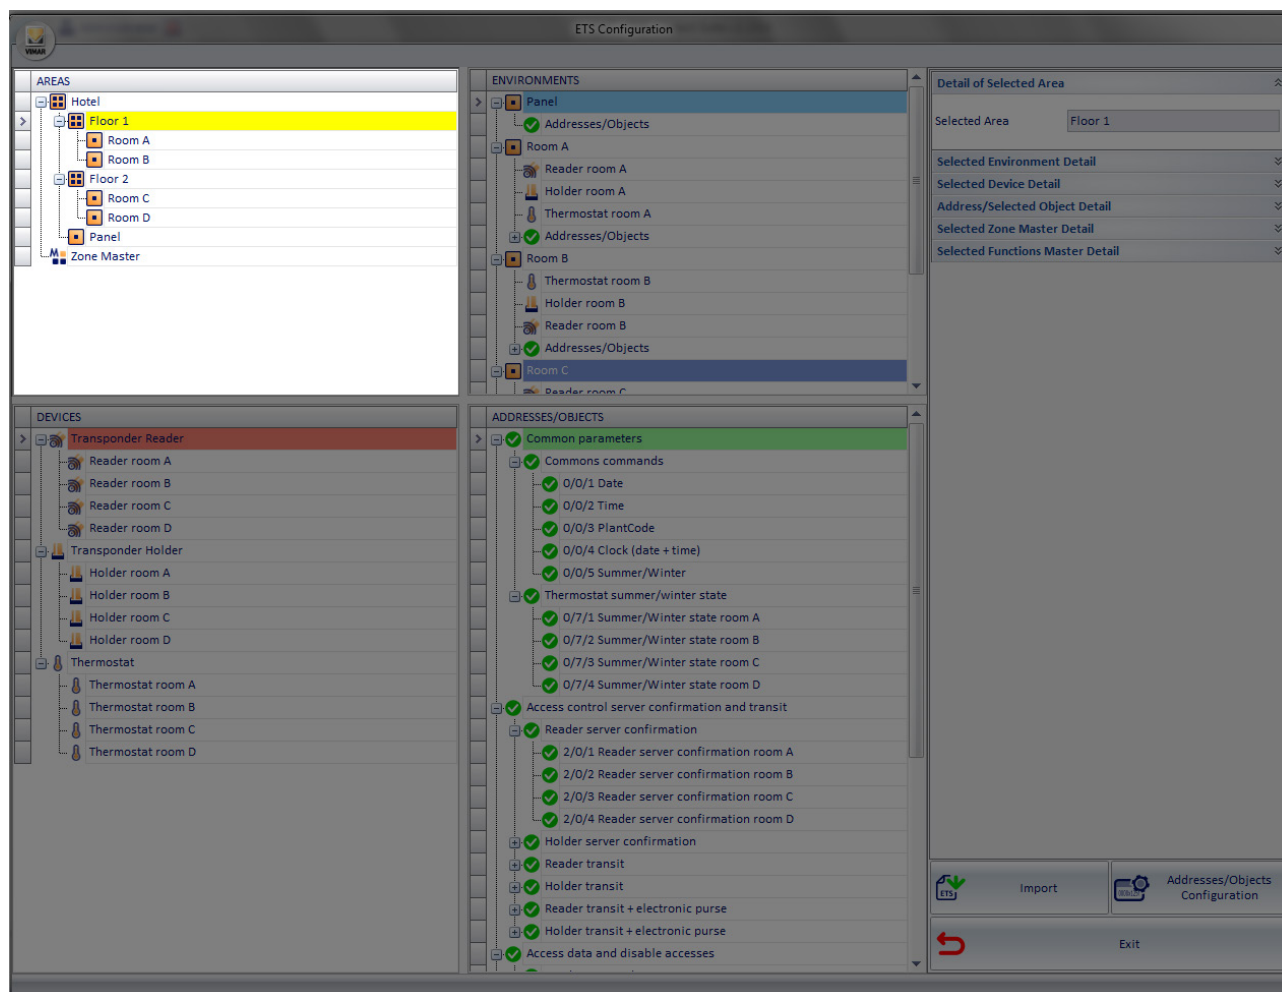 ETS Configuration
VIMAR
AREAS
Hotel
Floor 1
Room A
Room B
Floor 2
Room C
Room D
Panel
Zone Master
ENVIRONMENTS
Panel
Addresses/Objects
Room A
Reader room A
Holder room A
Thermostat room A
Addresses/Objects
Room B
Thermostat room B
Holder room B
Reader room B
Addresses/Objects
Room C
Reader room C
Detail of Selected Area
Selected Area Floor 1
Selected Environment Detail
Selected Device Detail
Address/Selected Object Detail
Selected Zone Master Detail
Selected Functions Master Detail
DEVICES
Transponder Reader
Reader room A
Reader room B
Reader room C
Reader room D
Transponder Holder
Holder room A
Holder room B
Holder room C
Holder room D
Thermostat
Thermostat room A
Thermostat room B
Thermostat room C
Thermostat room D
ADDRESSES/OBJECTS
Common parameters
Commons commands
0/0/1 Date
0/0/2 Time
0/0/3 PlantCode
0/0/4 Clock (date + time)
0/0/5 Summer/Winter
Thermostat summer/winter state
0/7/1 Summer/Winter state room A
0/7/2 Summer/Winter state room B
0/7/3 Summer/Winter state room C
0/7/4 Summer/Winter state room D
Access control server confirmation and transit
Reader server confirmation
2/0/1 Reader server confirmation room A
2/0/2 Reader server confirmation room B
2/0/3 Reader server confirmation room C
2/0/4 Reader server confirmation room D
Holder server confirmation
Reader transit
Holder transit
Reader transit + electronic purse
Holder transit + electronic purse
Access data and disable accesses
ETS
Import
Addresses/Objects
Configuration
Exit